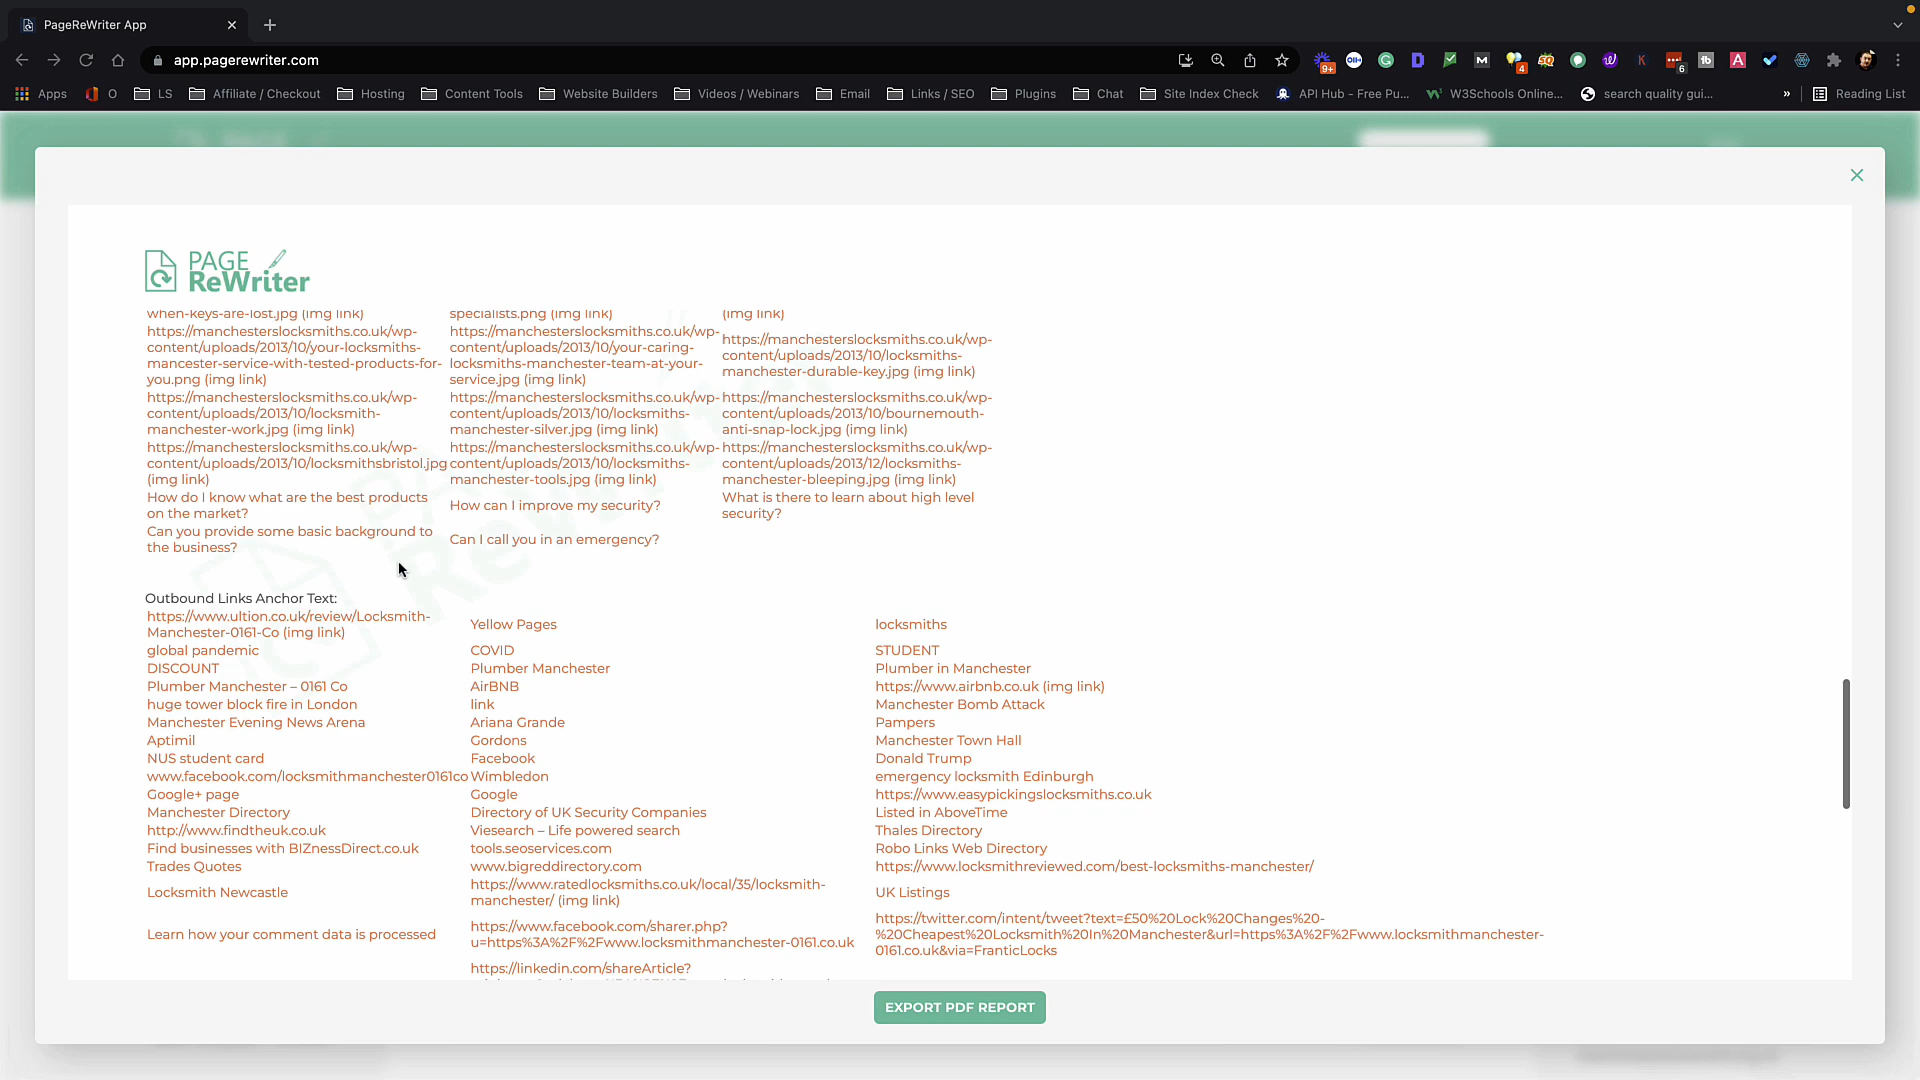 PageReWriter App
app.pagerewriter.com
9+
4
6
Apps
O
LS
Affiliate / Checkout
Hosting
Content Tools
Website Builders
Videos / Webinars
Email
Links / SEO
Plugins
Chat
Site Index Check
API Hub - Free Pu...
W3Schools Online...
search quality gui...
»
Reading List
PAGE
ReWriter
when-keys-are-lost.jpg (img link)
specialists.png (img link)
(img link)
https://manchesterslocksmiths.co.uk/wp-
content/uploads/2013/10/your-locksmiths-
mancester-service-with-tested-products-for-
you.png (img link)
https://manchesterslocksmiths.co.uk/wp-
content/uploads/2013/10/your-caring-
locksmiths-manchester-team-at-your-
service.jpg (img link)
https://manchesterslocksmiths.co.uk/wp-
content/uploads/2013/10/locksmiths-
manchester-durable-key.jpg (img link)
https://manchesterslocksmiths.co.uk/wp-
content/uploads/2013/10/locksmith-
manchester-work.jpg (img link)
https://manchesterslocksmiths.co.uk/wp-
content/uploads/2013/10/locksmiths-
manchester-silver.jpg (img link)
https://manchesterslocksmiths.co.uk/wp-
content/uploads/2013/10/bournemouth-
anti-snap-lock.jpg (img link)
https://manchesterslocksmiths.co.uk/wp-
content/uploads/2013/10/locksmithsbristol.jpg
(img link)
https://manchesterslocksmiths.co.uk/wp-
content/uploads/2013/10/locksmiths-
manchester-tools.jpg (img link)
https://manchesterslocksmiths.co.uk/wp-
content/uploads/2013/12/locksmiths-
manchester-bleeping.jpg (img link)
How do I know what are the best products
on the market?
How can I improve my security?
What is there to learn about high level
security?
Can you provide some basic background to
the business?
Can I call you in an emergency?
Outbound Links Anchor Text:
https://www.ultion.co.uk/review/Locksmith-
Manchester-0161-Co (img link)
Yellow Pages
locksmiths
global pandemic
COVID
STUDENT
DISCOUNT
Plumber Manchester
Plumber in Manchester
Plumber Manchester – 0161 Co
AirBNB
https://www.airbnb.co.uk (img link)
huge tower block fire in London
link
Manchester Bomb Attack
Manchester Evening News Arena
Ariana Grande
Pampers
Aptimil
Gordons
Manchester Town Hall
NUS student card
Facebook
Donald Trump
www.facebook.com/locksmithmanchester0161co
Wimbledon
emergency locksmith Edinburgh
Google+ page
Google
https://www.easypickingslocksmiths.co.uk
Manchester Directory
Directory of UK Security Companies
Listed in AboveTime
http://www.findtheuk.co.uk
Viesearch – Life powered search
Thales Directory
Find businesses with BIZnessDirect.co.uk
tools.seoservices.com
Robo Links Web Directory
Trades Quotes
www.bigreddirectory.com
https://www.locksmithreviewed.com/best-locksmiths-manchester/
Locksmith Newcastle
https://www.ratedlocksmiths.co.uk/local/35/locksmith-
manchester/ (img link)
UK Listings
Learn how your comment data is processed
https://www.facebook.com/sharer.php?
u=https%3A%2F%2Fwww.locksmithmanchester-0161.co.uk
https://twitter.com/intent/tweet?text=£50%20Lock%20Changes%20-
%20Cheapest%20Locksmith%20In%20Manchester&url=https%3A%2F%2Fwww.locksmithmanchester-
0161.co.uk&via=FranticLocks
https://linkedin.com/shareArticle?
EXPORT PDF REPORT